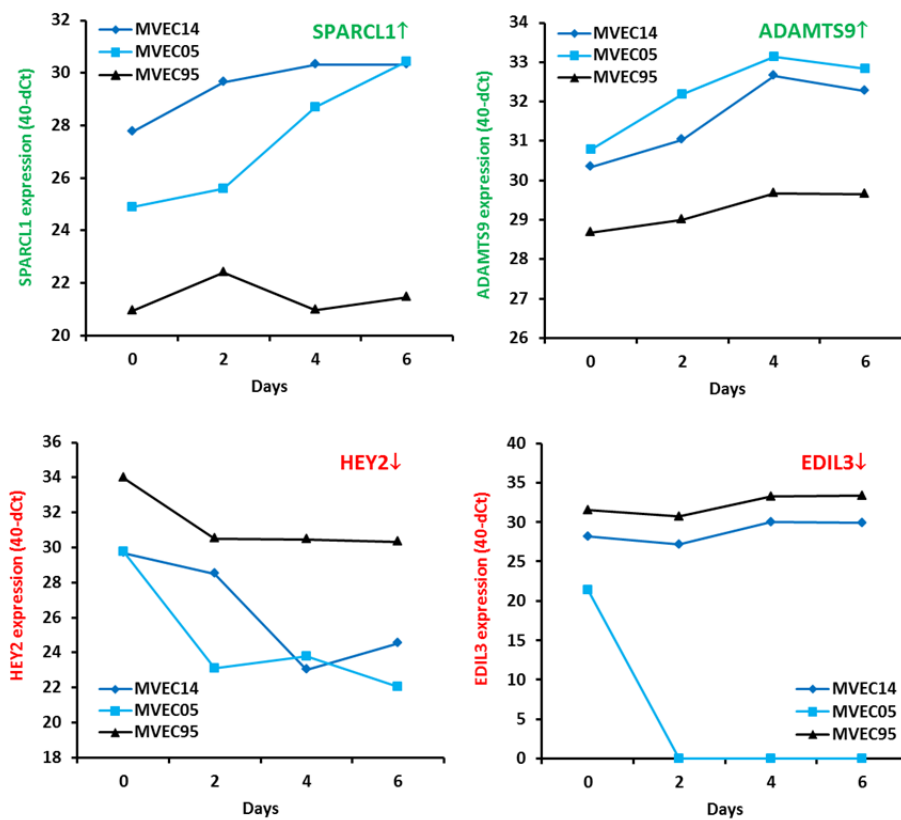 SPARCL1↑
MVEC14
MVEC05
MVEC95
SPARCL1 expression (40-dCt)
32
30
28
26
24
22
20
0 2 4 6
Days
ADAMTS9↑
MVEC14
MVEC05
MVEC95
ADAMTS9 expression (40-dCt)
34
33
32
31
30
29
28
27
26
0 2 4 6
Days
HEY2↓
HEY2 expression (40-dCt)
36
34
32
30
28
26
24
22
20
18
MVEC14
MVEC05
MVEC95
0 2 4 6
Days
EDIL3↓
EDIL3 expression (40-dCt)
40
35
30
25
20
15
10
5
0
MVEC14
MVEC05
MVEC95
0 2 4 6
Days